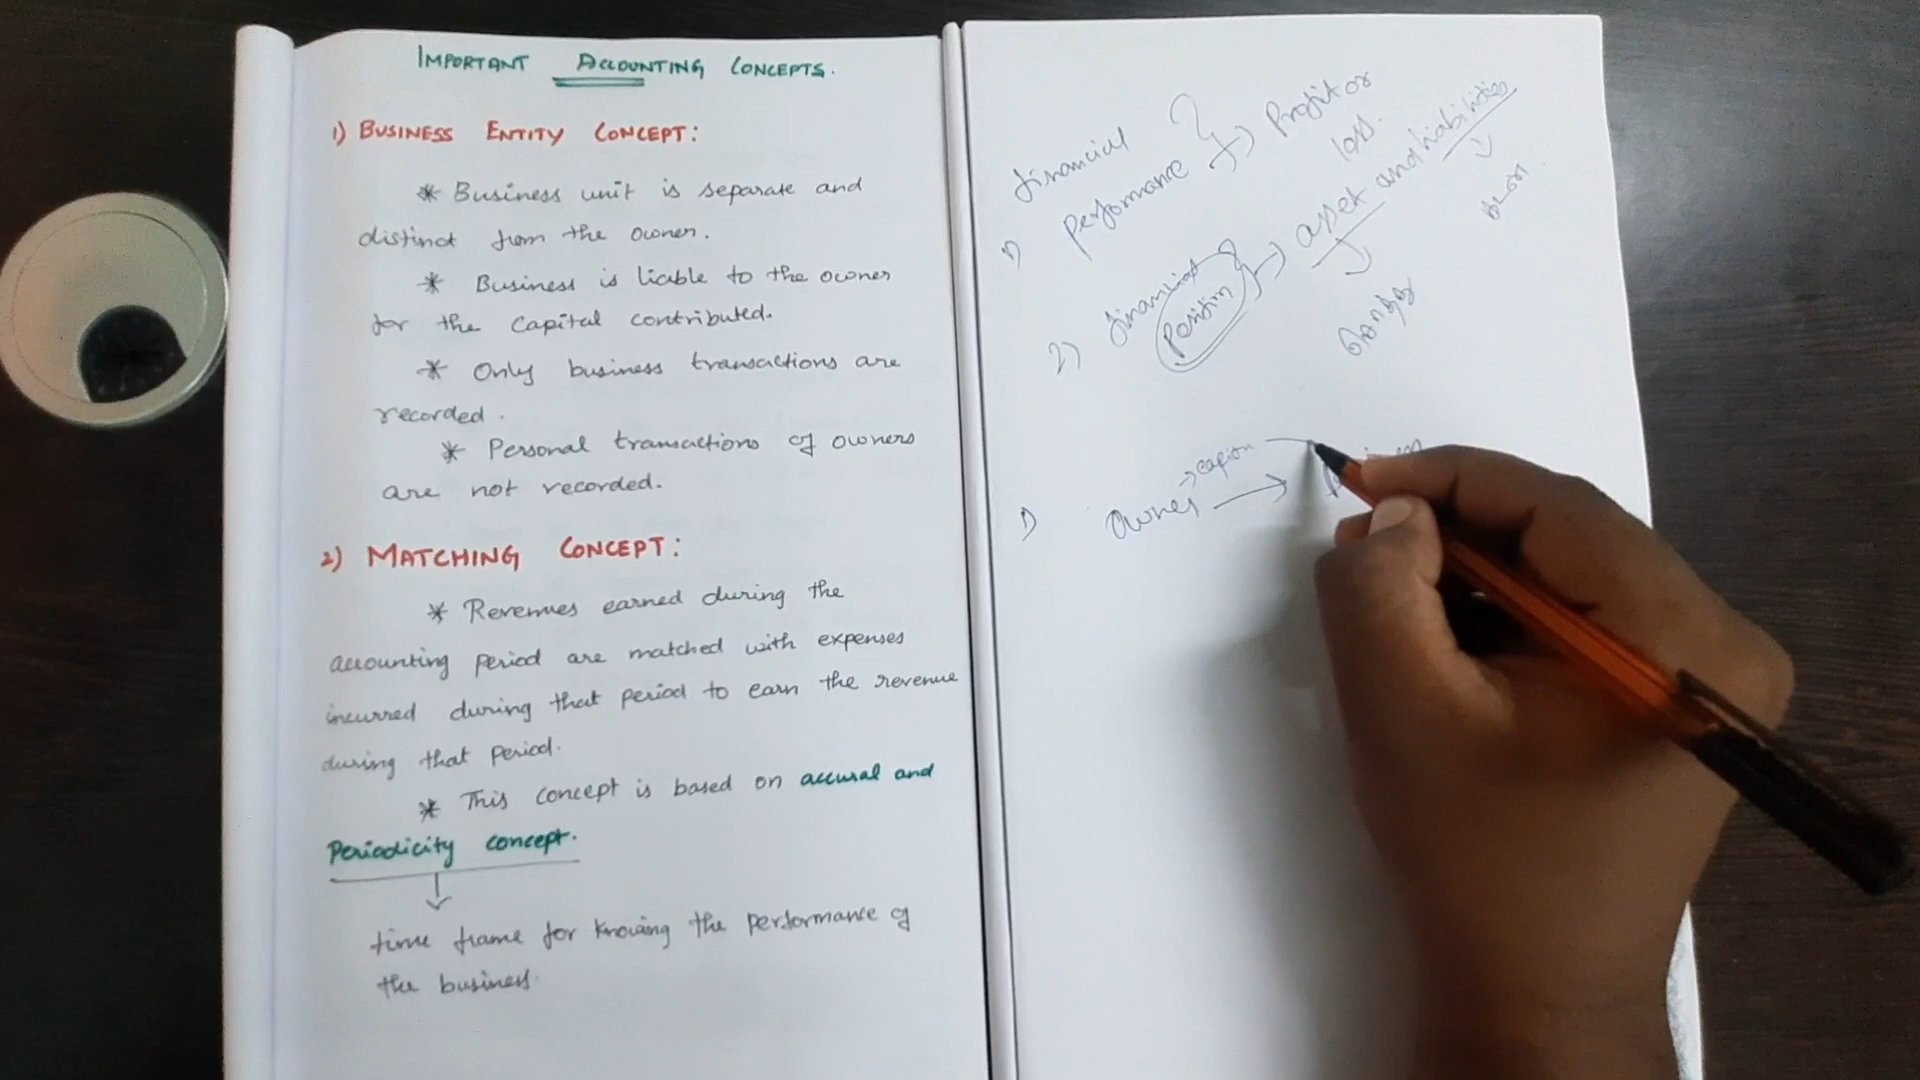 IMPORTANT ACCOUNTING CONCEPTS.
1) BUSINESS ENTITY CONCEPT:
* Business unit is separate and
distinct from the owner.
* Business is liable to the owner
for the Capital contributed.
* Only business transactions are
recorded.
* Personal transactions of owners
are not recorded.
2) MATCHING CONCEPT:
* Revenues earned during the
accounting period are matched with expenses
incurred during that period to earn the revenue
during that period.
* This concept is based on accural and
Periodicity concept.
time frame for knowing the performance of
the business.
1) financial
performance } → Profit or
loss.
2) financial
Position } → asset and liabilities
சொத்து
கடன்
1) Owner →